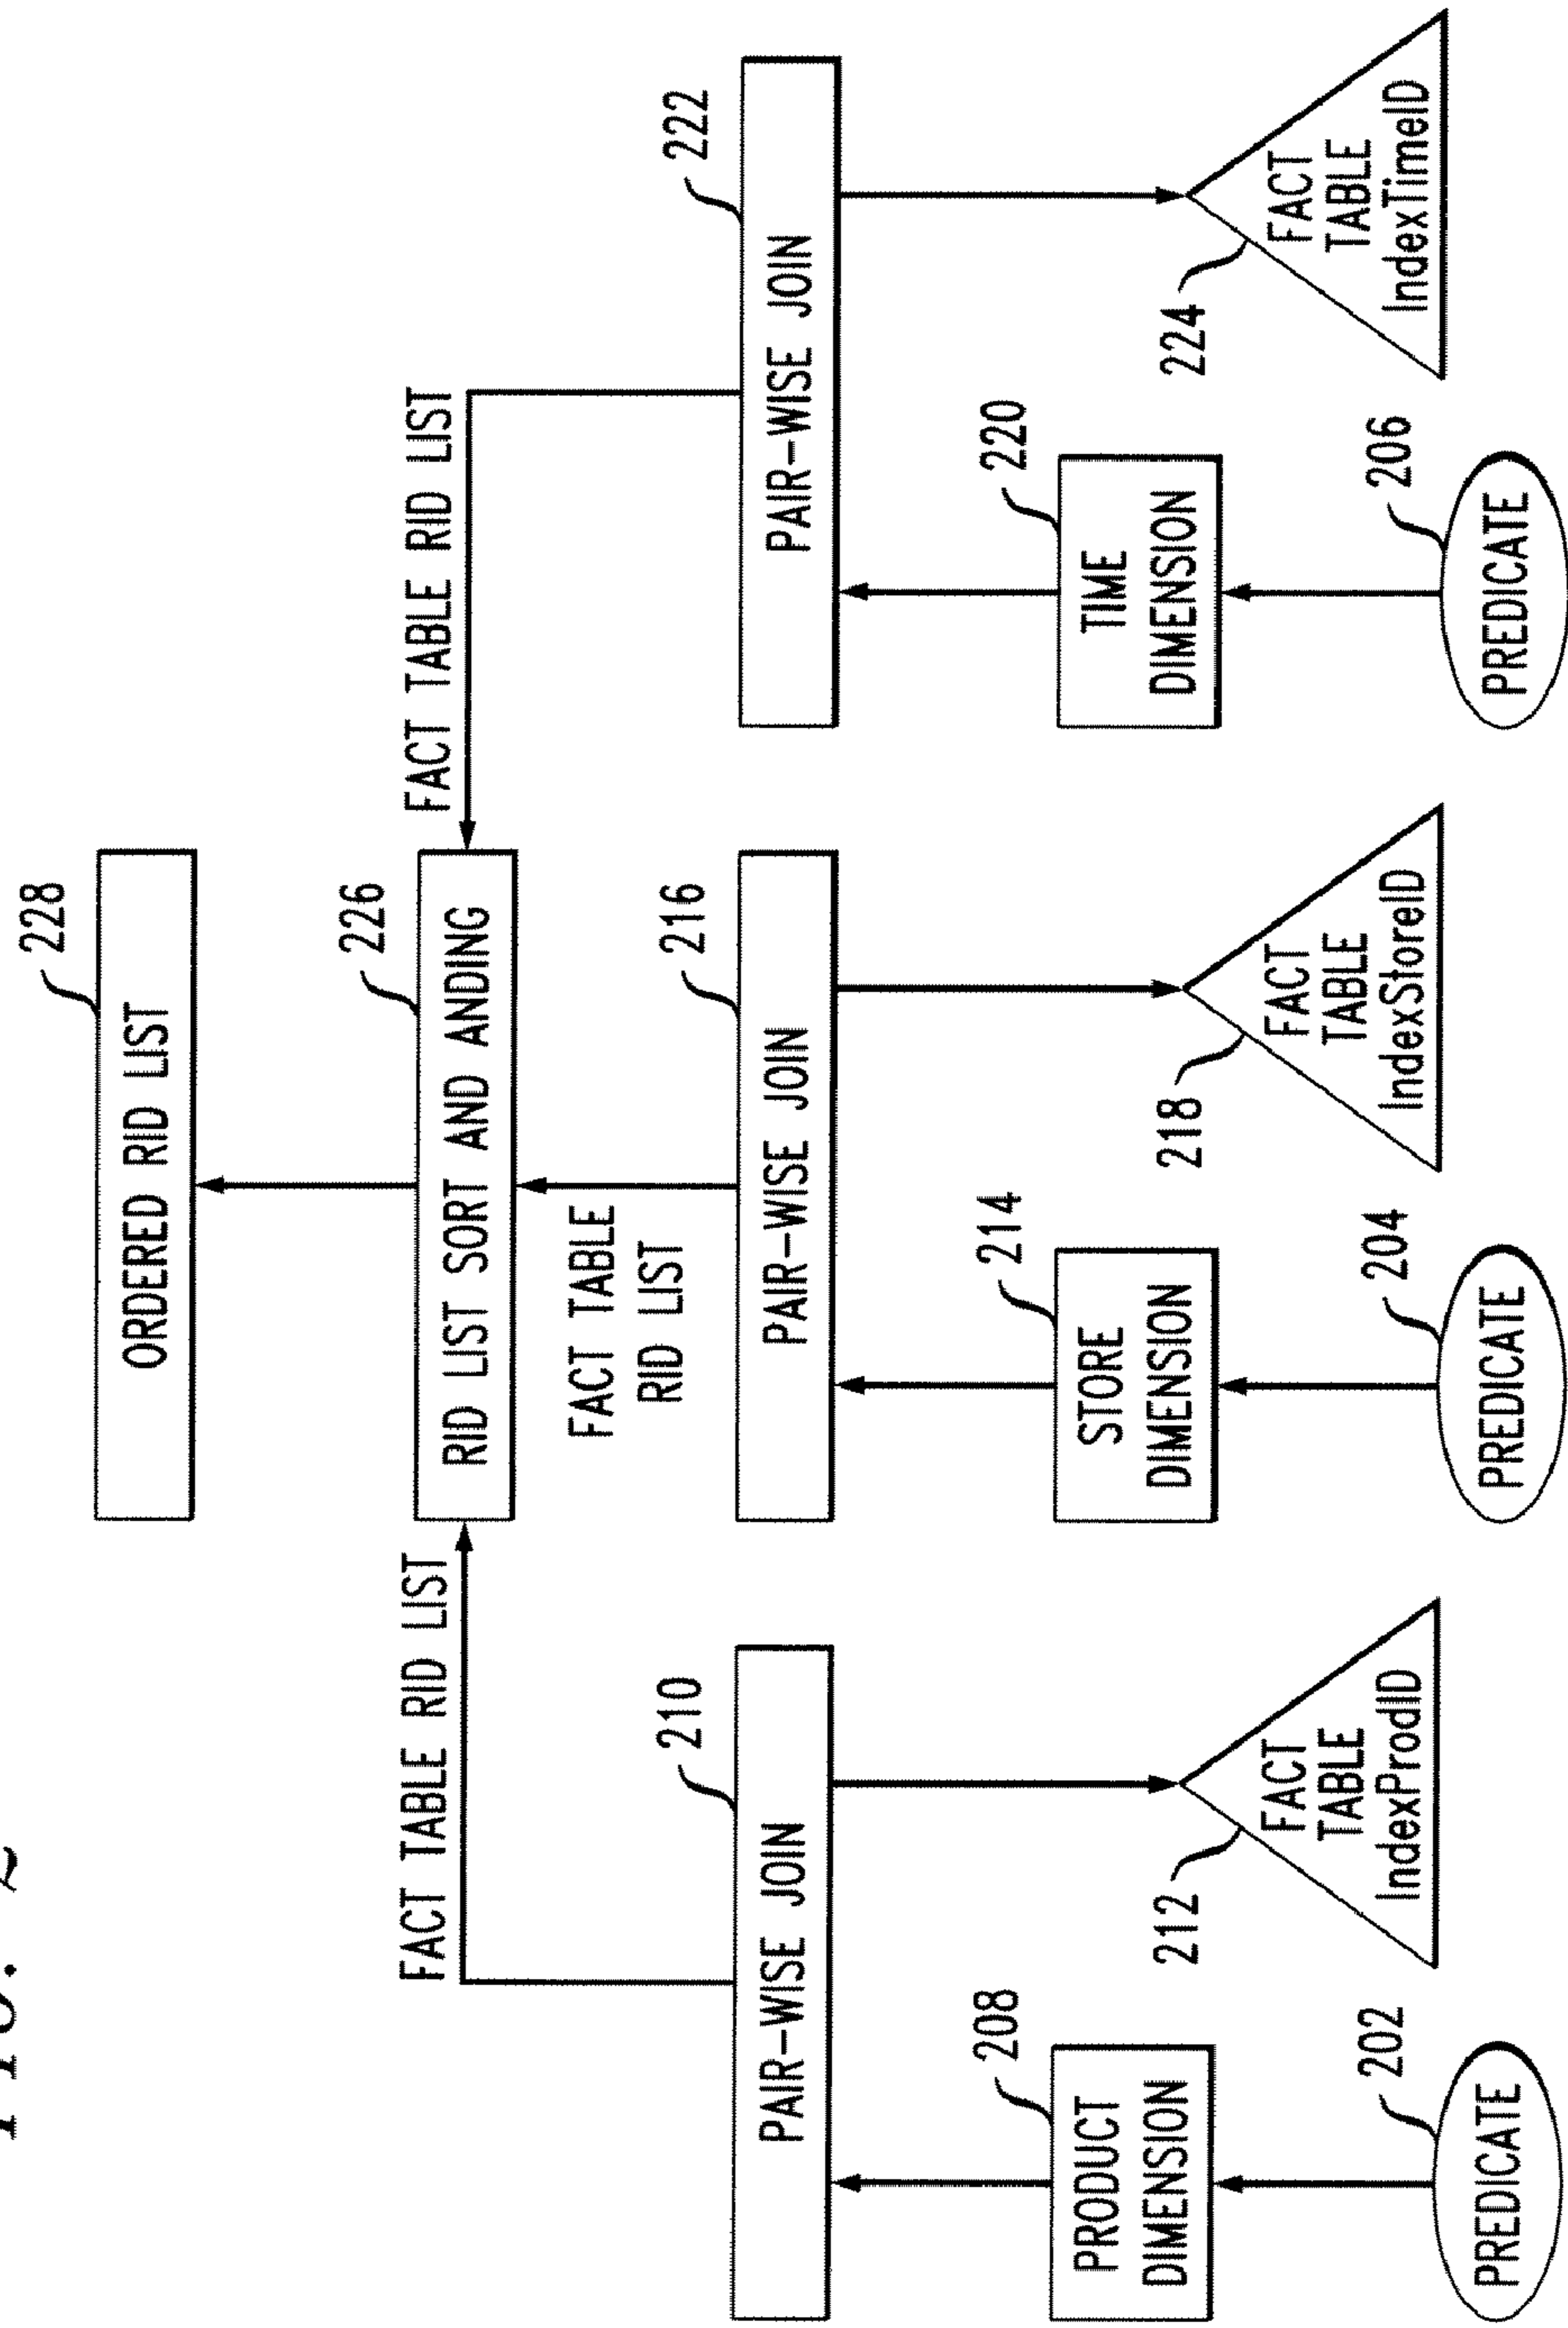 FIG. 2
228
ORDERED RID LIST
226
RID LIST SORT AND ANDING
FACT TABLE RID LIST
FACT TABLE
RID LIST
FACT TABLE RID LIST
210
PAIR-WISE JOIN
216
PAIR-WISE JOIN
222
PAIR-WISE JOIN
208
PRODUCT
DIMENSION
212
FACT
TABLE
IndexProdID
214
STORE
DIMENSION
218
FACT
TABLE
IndexStoreID
220
TIME
DIMENSION
224
FACT
TABLE
IndexTimeID
202
PREDICATE
204
PREDICATE
206
PREDICATE